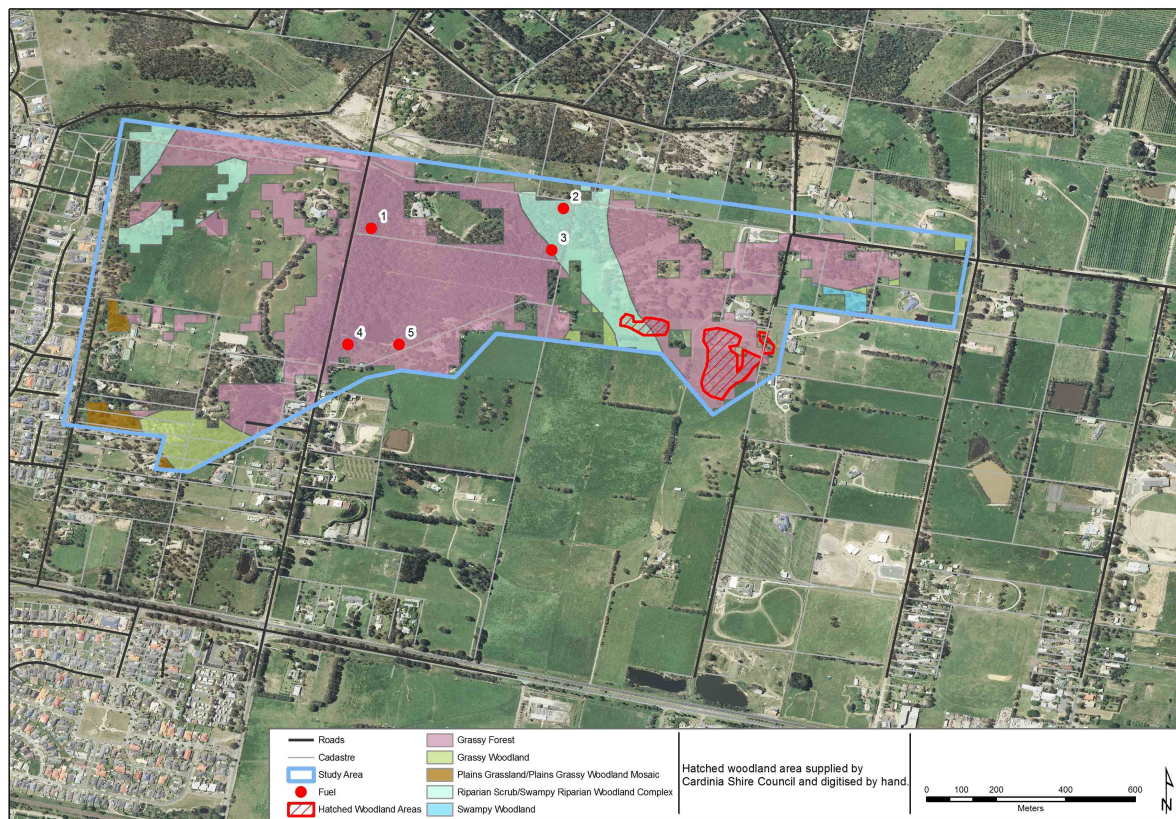 1
2
3
4
5
Roads
Cadastre
Study Area
Fuel
Hatched Woodland Areas
Grassy Forest
Grassy Woodland
Plains Grassland/Plains Grassy Woodland Mosaic
Riparian Scrub/Swampy Riparian Woodland Complex
Swampy Woodland
Hatched woodland area supplied by
Cardinia Shire Council and digitised by hand.
0 100 200 400 600
Meters
N